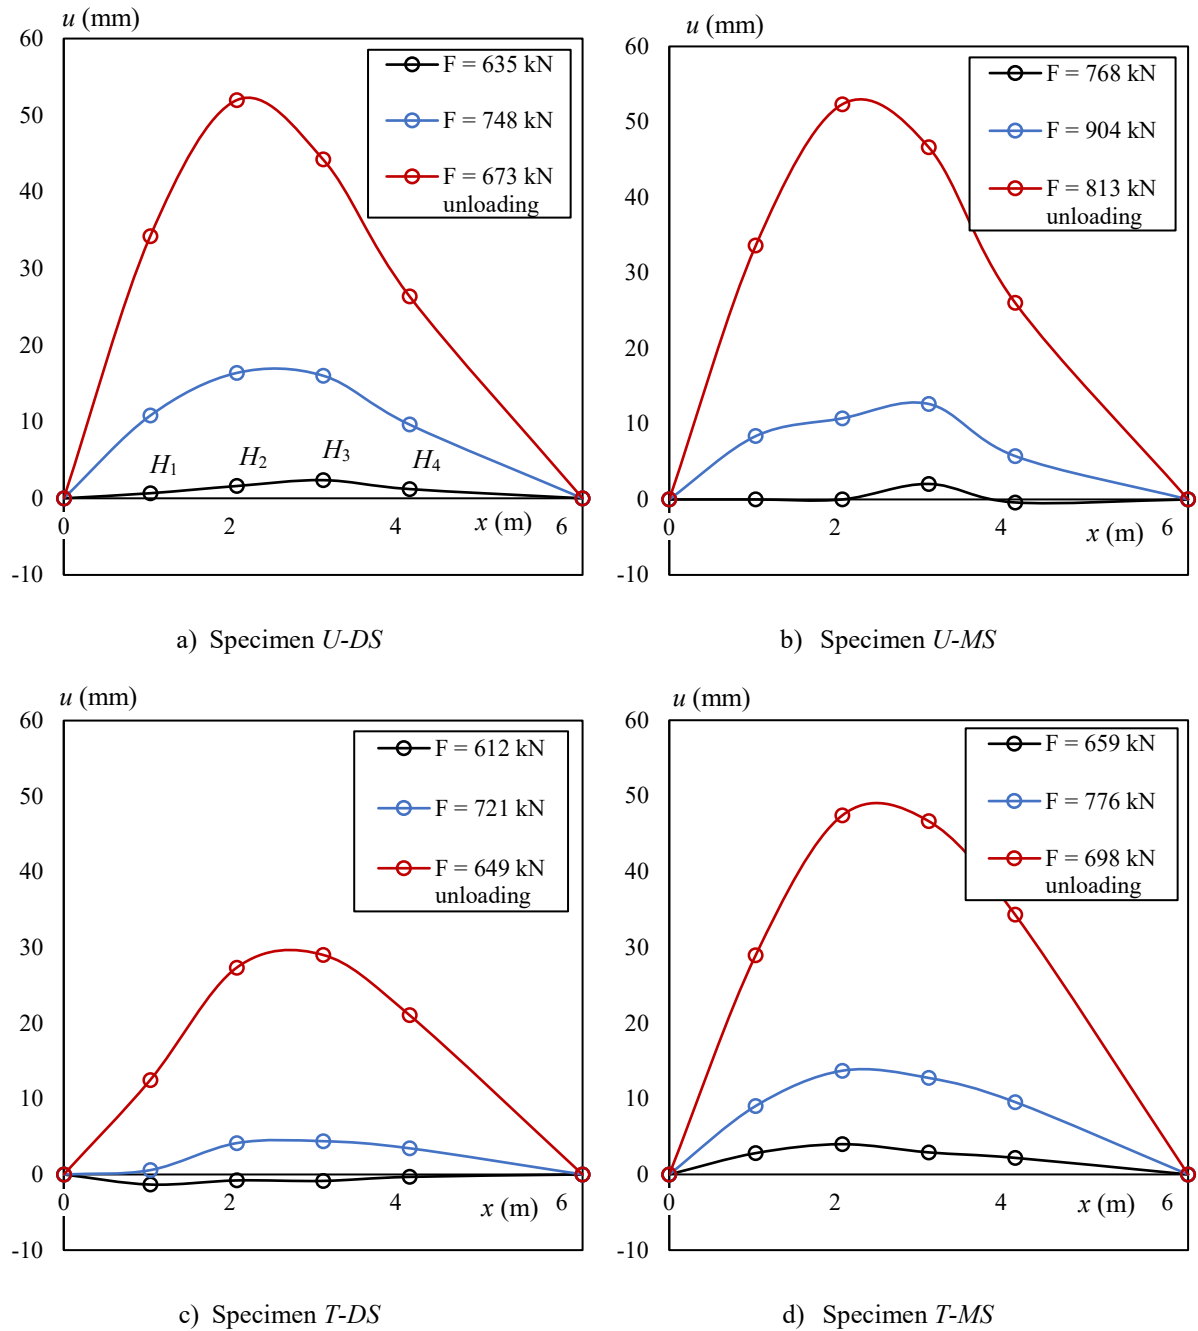 u (mm)
60
50
40
30
20
10
0
-10
F = 635 kN
F = 748 kN
F = 673 kN
unloading
H1
H2
H3
H4
0
2
4
6
x (m)
a) Specimen U-DS
u (mm)
60
50
40
30
20
10
0
-10
F = 768 kN
F = 904 kN
F = 813 kN
unloading
0
2
4
6
x (m)
b) Specimen U-MS
u (mm)
60
50
40
30
20
10
0
-10
F = 612 kN
F = 721 kN
F = 649 kN
unloading
0
2
4
6
x (m)
c) Specimen T-DS
u (mm)
60
50
40
30
20
10
0
-10
F = 659 kN
F = 776 kN
F = 698 kN
unloading
0
2
4
6
x (m)
d) Specimen T-MS